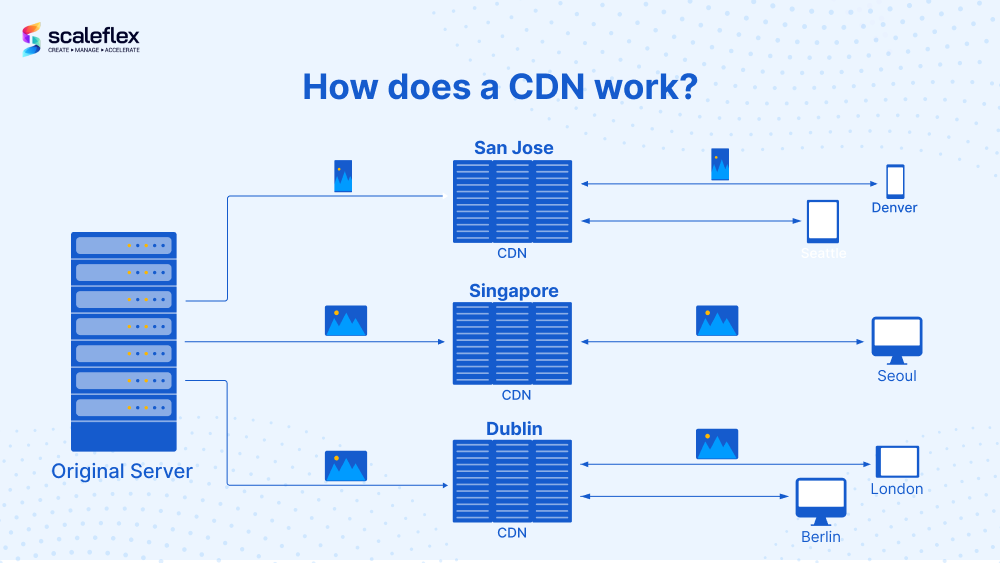 scaleflex
CREATE ▸ MANAGE ▸ ACCELERATE
How does a CDN work?
San Jose
CDN
Denver
Seattle
Singapore
CDN
Seoul
Original Server
Dublin
CDN
London
Berlin